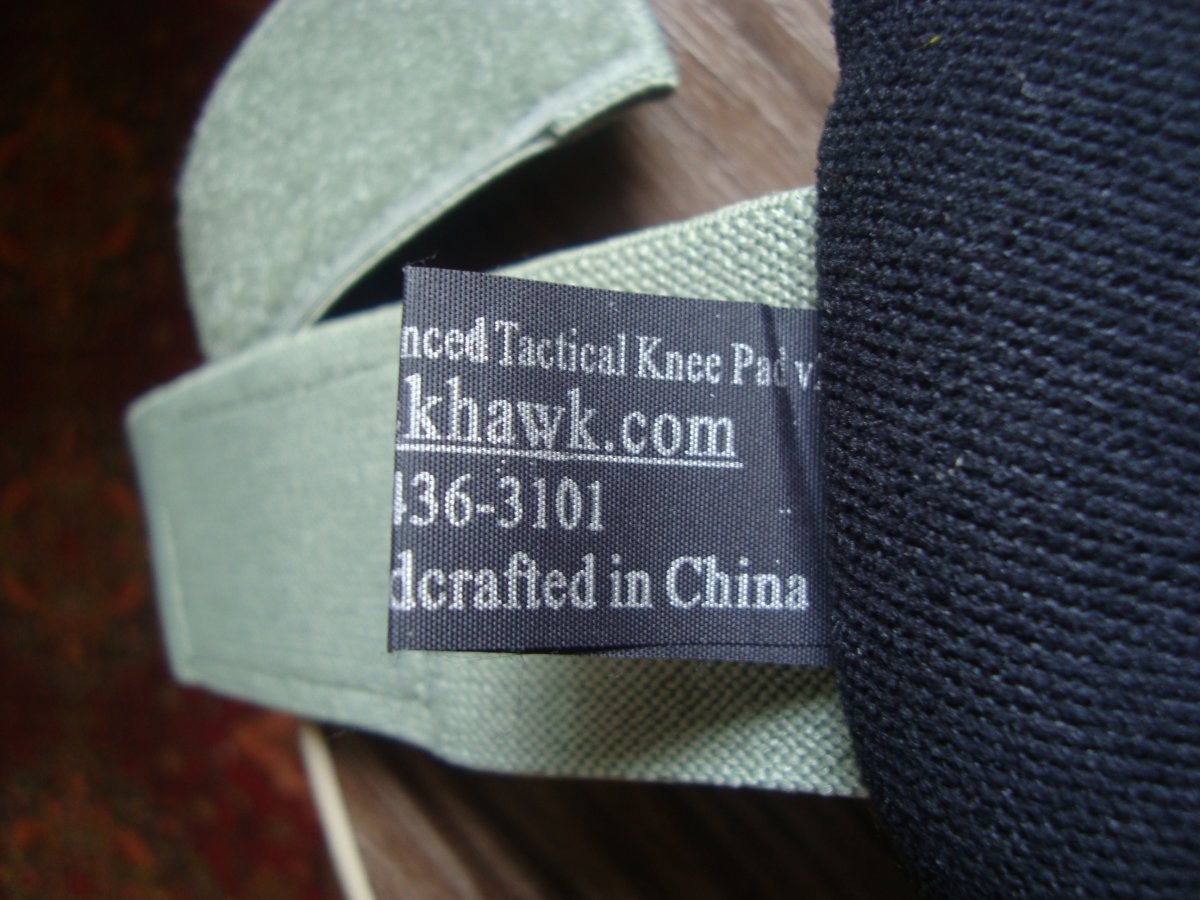 nced Tactical Knee Pad v
khawk.com
436-3101
dcrafted in China